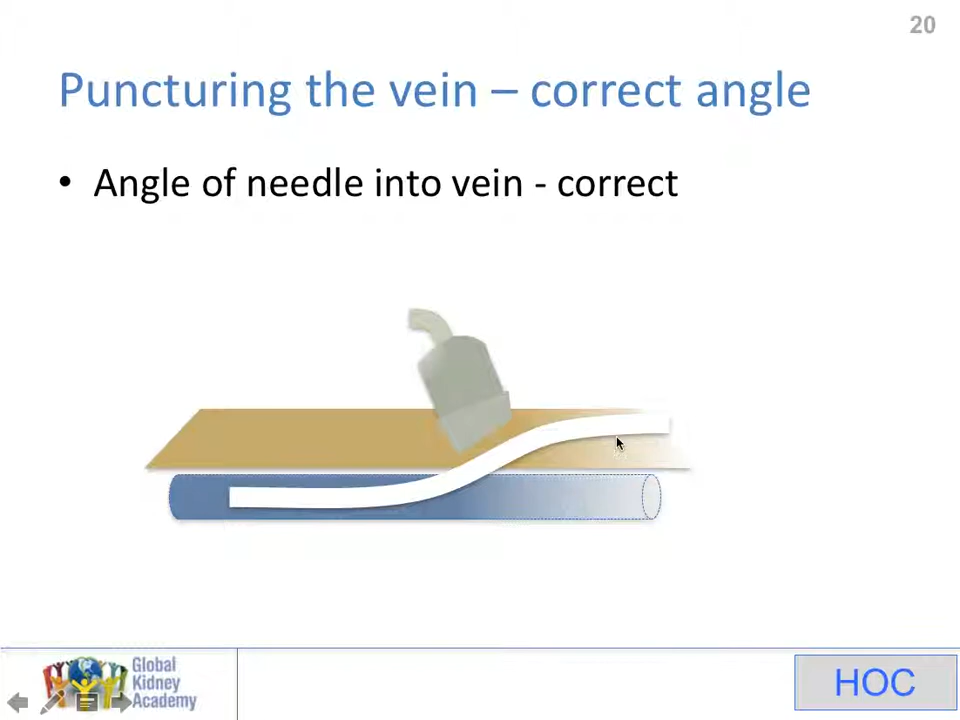 20
Puncturing the vein – correct angle
• Angle of needle into vein - correct
Global
Kidney
Academy
HOC